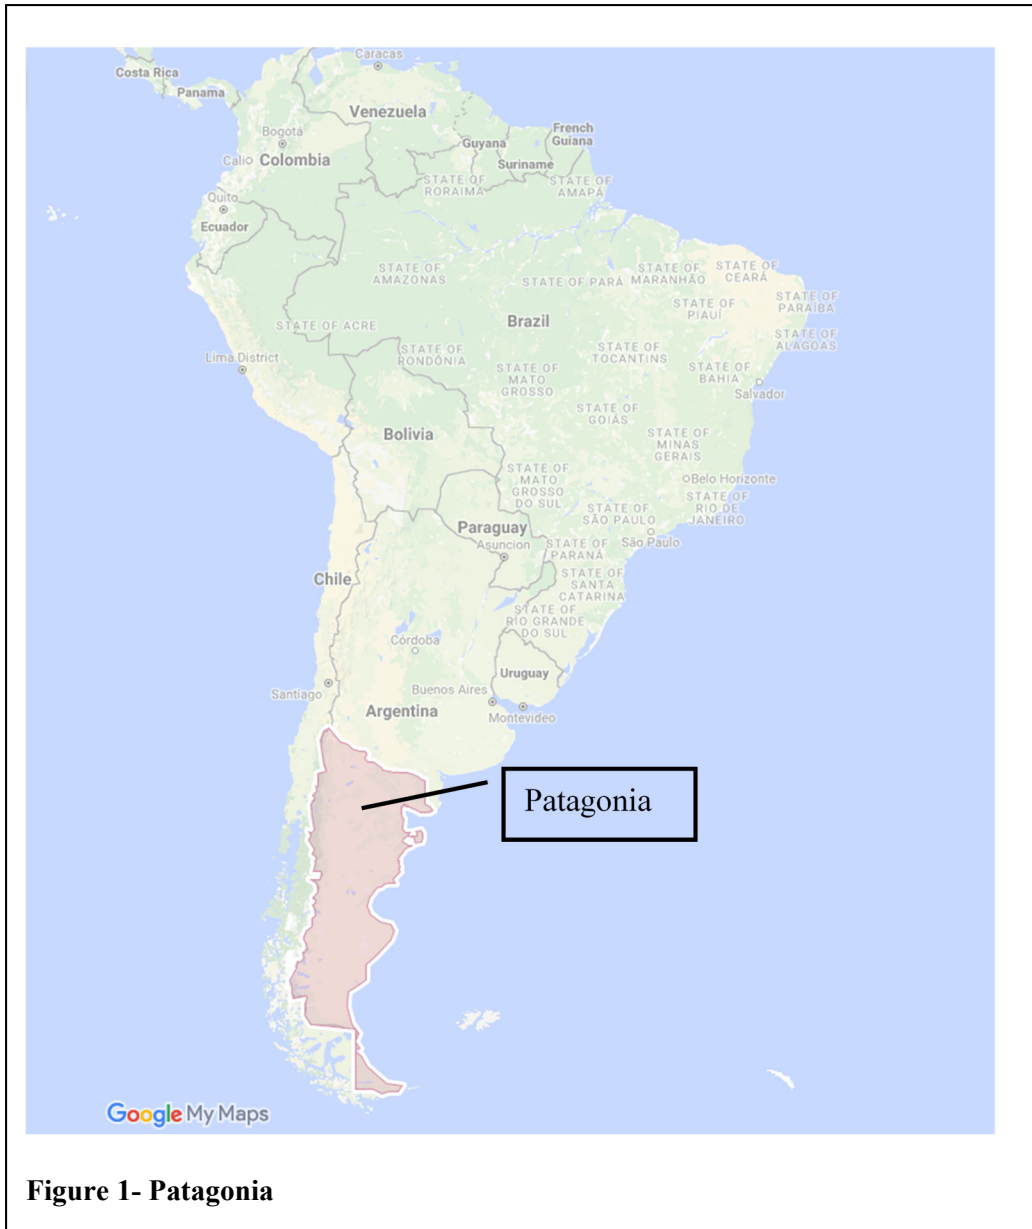 Caracas
Costa Rica
Panama
Venezuela
Bogotá
Guyana
French
Guiana
Cali
Colombia
Suriname
STATE OF
RORAIMA
STATE OF
AMAPÁ
Quito
Ecuador
STATE OF
AMAZONAS
STATE OF PARÁ
STATE OF
MARANHÃO
STATE OF
CEARÁ
STATE OF
PIAUÍ
STATE OF
PARAÍBA
STATE OF ACRE
Brazil
STATE OF
ALAGOAS
Lima District
STATE OF
RONDÔNIA
STATE OF
TOCANTINS
STATE OF
MATO
GROSSO
STATE OF
BAHIA
Salvador
STATE OF
GOIÁS
Bolivia
STATE OF
MINAS
GERAIS
STATE OF
MATO
GROSSO
DO SUL
Belo Horizonte
STATE OF
RIO DE
JANEIRO
STATE OF
SÃO PAULO
São Paulo
Paraguay
Asuncion
STATE OF
PARANÁ
Chile
STATE OF
SANTA
CATARINA
STATE OF
RIO GRANDE
DO SUL
Córdoba
Uruguay
Santiago
Buenos Aires
Argentina
Montevideo
Patagonia
Google My Maps
Figure 1- Patagonia